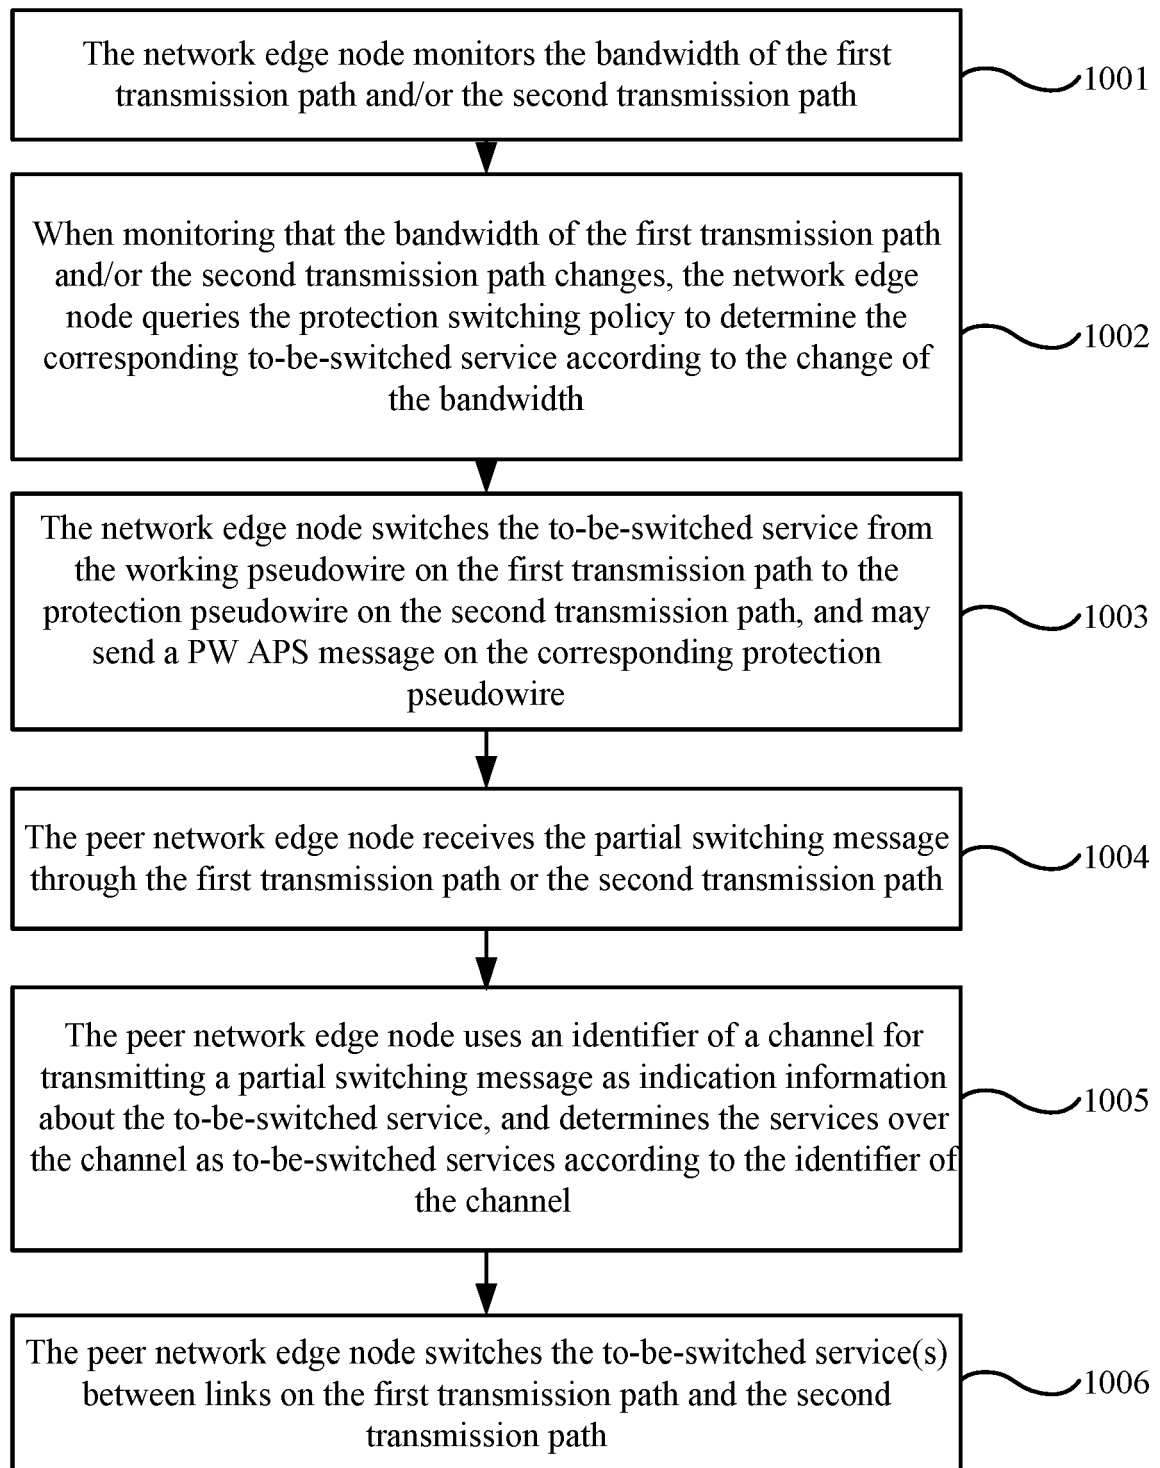 The network edge node monitors the bandwidth of the first
transmission path and/or the second transmission path
1001
When monitoring that the bandwidth of the first transmission path
and/or the second transmission path changes, the network edge
node queries the protection switching policy to determine the
corresponding to-be-switched service according to the change of
the bandwidth
1002
The network edge node switches the to-be-switched service from
the working pseudowire on the first transmission path to the
protection pseudowire on the second transmission path, and may
send a PW APS message on the corresponding protection
pseudowire
1003
The peer network edge node receives the partial switching message
through the first transmission path or the second transmission path
1004
The peer network edge node uses an identifier of a channel for
transmitting a partial switching message as indication information
about the to-be-switched service, and determines the services over
the channel as to-be-switched services according to the identifier of
the channel
1005
The peer network edge node switches the to-be-switched service(s)
between links on the first transmission path and the second
transmission path
1006